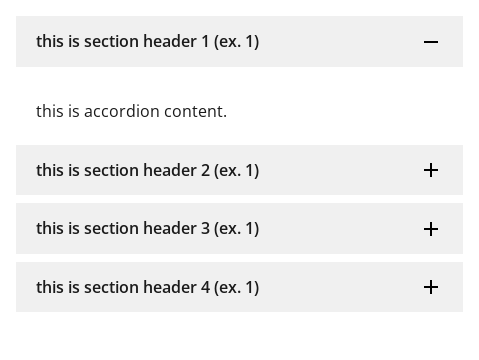 this is section header 1 (ex. 1)
this is accordion content.
this is section header 2 (ex. 1)
this is section header 3 (ex. 1)
this is section header 4 (ex. 1)